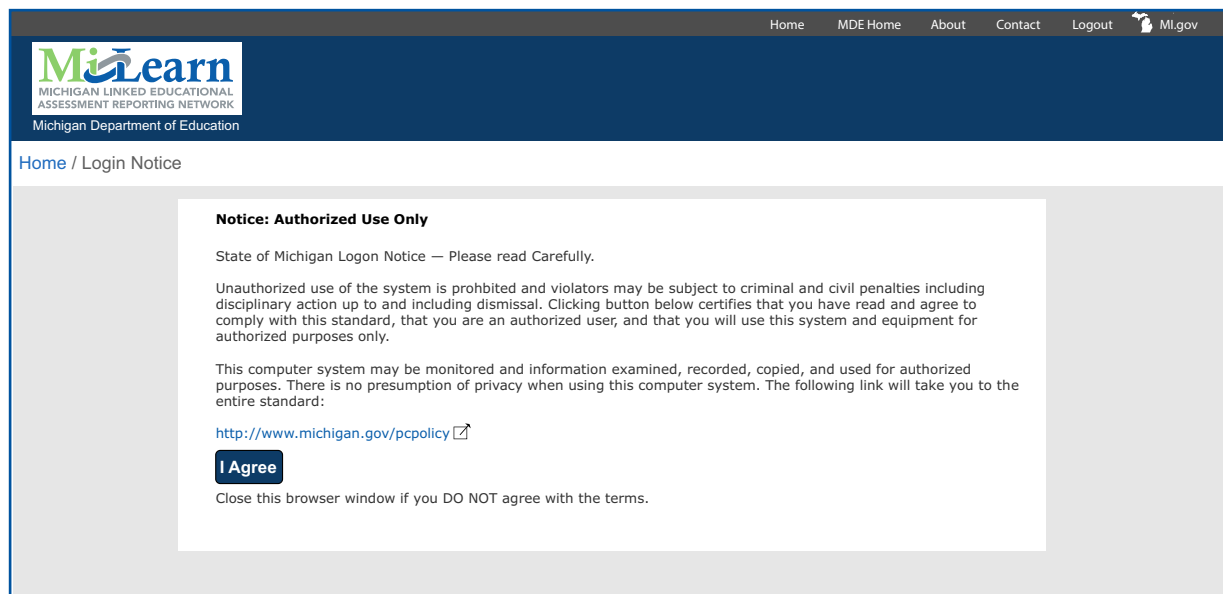 Home MDE Home About Contact Logout MI.gov
MiLearn
MICHIGAN LINKED EDUCATIONAL
ASSESSMENT REPORTING NETWORK
Michigan Department of Education
Home / Login Notice
Notice: Authorized Use Only
State of Michigan Logon Notice — Please read Carefully.
Unauthorized use of the system is prohbited and violators may be subject to criminal and civil penalties including
disciplinary action up to and including dismissal. Clicking button below certifies that you have read and agree to
comply with this standard, that you are an authorized user, and that you will use this system and equipment for
authorized purposes only.
This computer system may be monitored and information examined, recorded, copied, and used for authorized
purposes. There is no presumption of privacy when using this computer system. The following link will take you to the
entire standard:
http://www.michigan.gov/pcpolicy
I Agree
Close this browser window if you DO NOT agree with the terms.